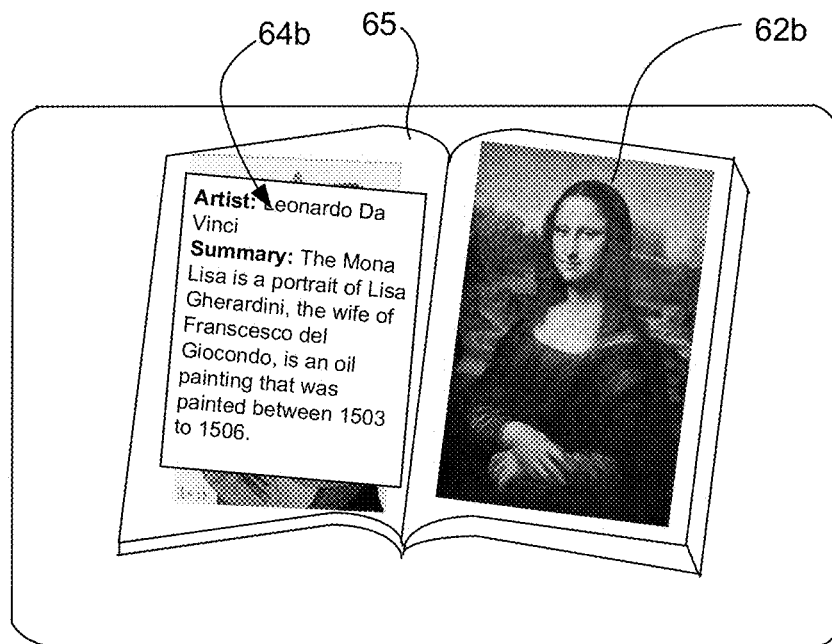 64b 65 62b
Artist: Leonardo Da
Vinci
Summary: The Mona
Lisa is a portrait of Lisa
Gherardini, the wife of
Franscesco del
Giocondo, is an oil
painting that was
painted between 1503
to 1506.